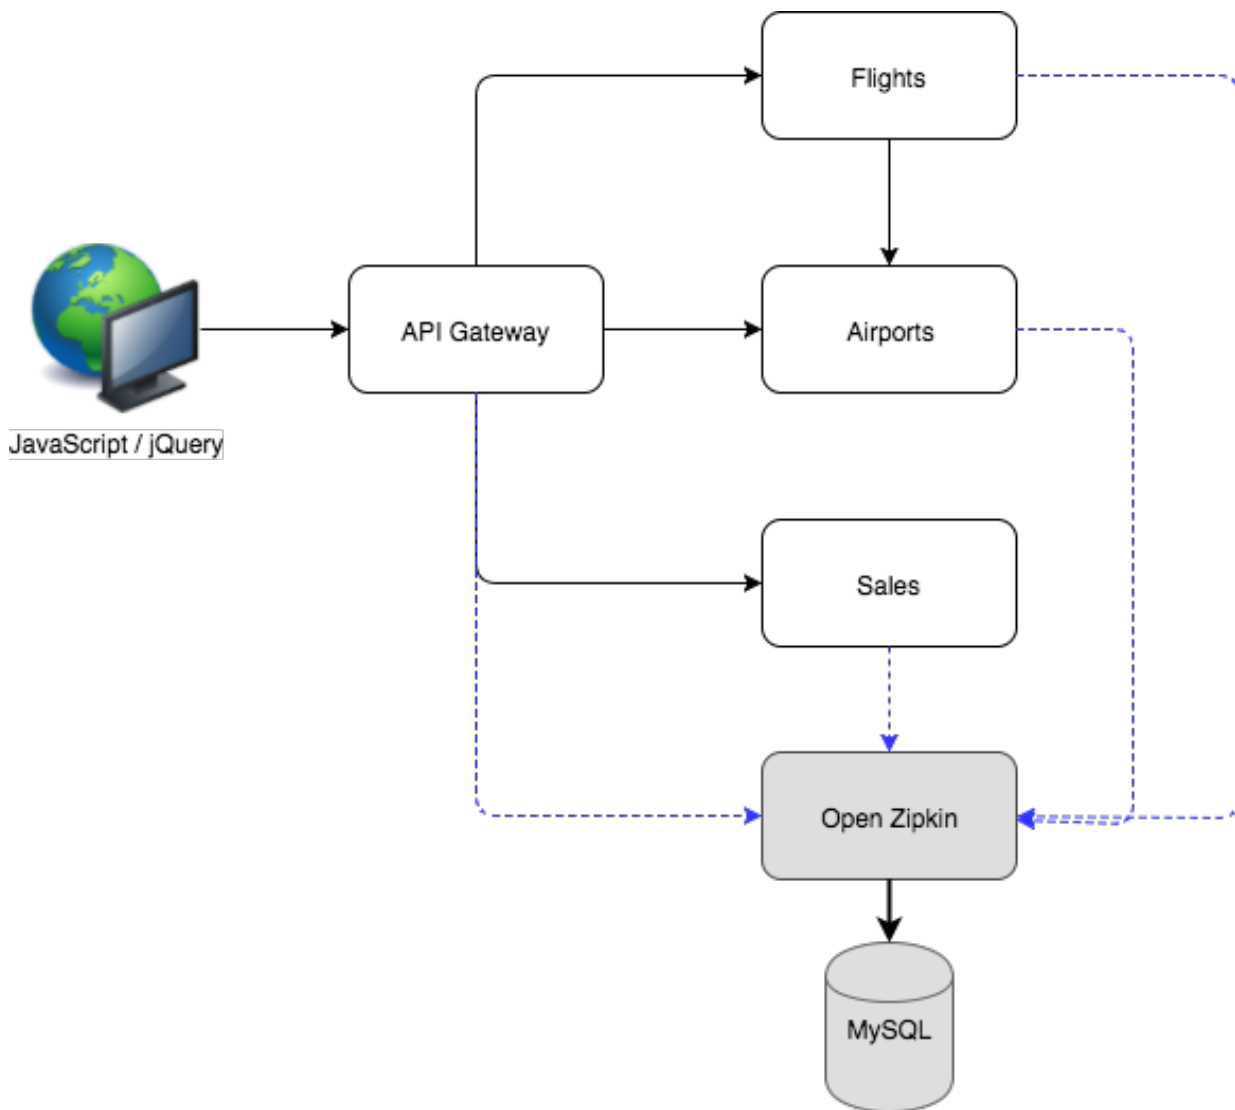 Flights
API Gateway
Airports
JavaScript / jQuery
Sales
Open Zipkin
MySQL